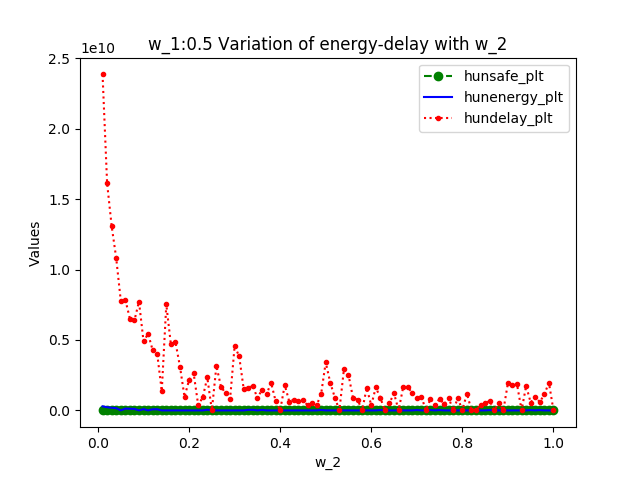 w_1:0.5 Variation of energy-delay with w_2
1e10
2.5
2.0
1.5
1.0
0.5
0.0
Values
hunsafe_plt
hunenergy_plt
hundelay_plt
0.0 0.2 0.4 0.6 0.8 1.0
w_2